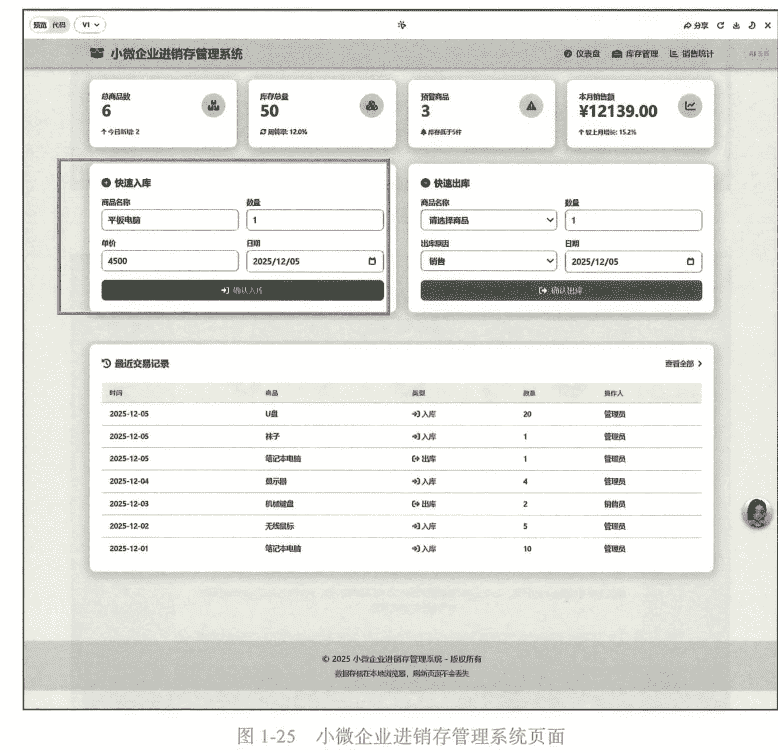 预览 代码 V1 分享
小微企业进销存管理系统 仪表盘 库存管理 销售统计
总商品数 库存总量 预警商品 本月销售额
6 50 3 ¥12139.00
今日新增: 2 周转率: 12.0% 库存低于5件 较上月增长: 15.2%
快速入库
商品名称 数量
平板电脑 1
单价 日期
4500 2025/12/05
确认入库
快速出库
商品名称 数量
请选择商品 1
出库原因 日期
销售 2025/12/05
确认出库
最近交易记录 查看全部
时间 商品 类型 数量 操作人
2025-12-05 U盘 入库 20 管理员
2025-12-05 袜子 入库 1 管理员
2025-12-05 笔记本电脑 出库 1 管理员
2025-12-04 显示器 入库 4 管理员
2025-12-03 机械键盘 出库 2 销售员
2025-12-02 无线鼠标 入库 5 管理员
2025-12-01 笔记本电脑 入库 10 管理员
© 2025 小微企业进销存管理系统 - 版权所有
数据存储在本地浏览器，刷新页面不会丢失
图 1-25 小微企业进销存管理系统页面